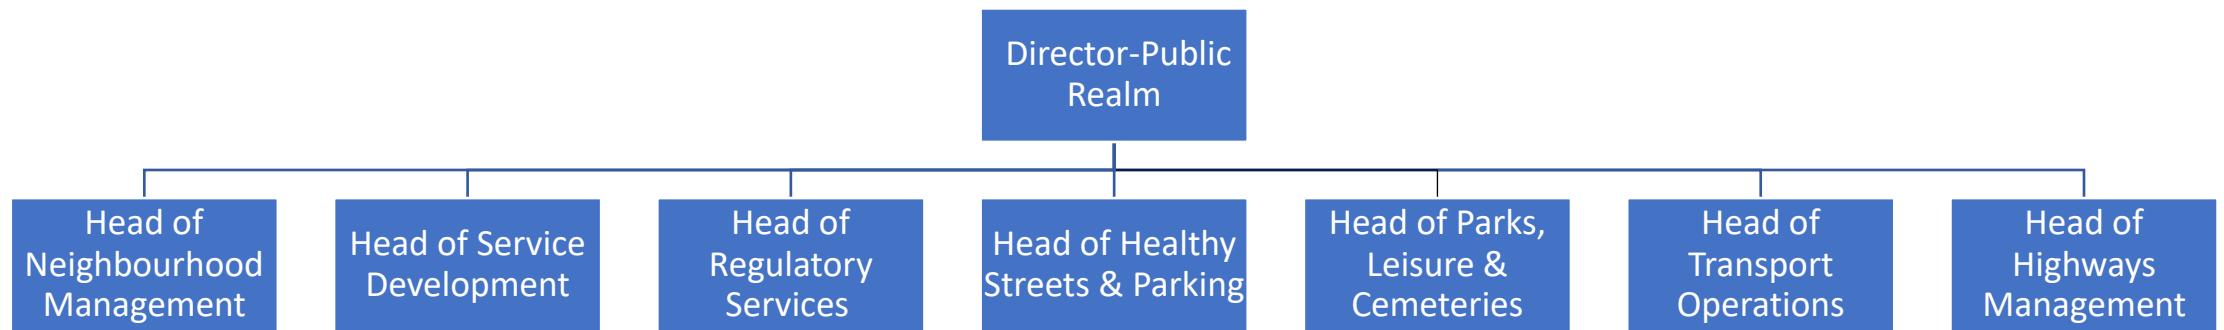 Director-Public
Realm
Head of
Neighbourhood
Management
Head of Service
Development
Head of
Regulatory
Services
Head of Healthy
Streets & Parking
Head of Parks,
Leisure &
Cemeteries
Head of
Transport
Operations
Head of
Highways
Management